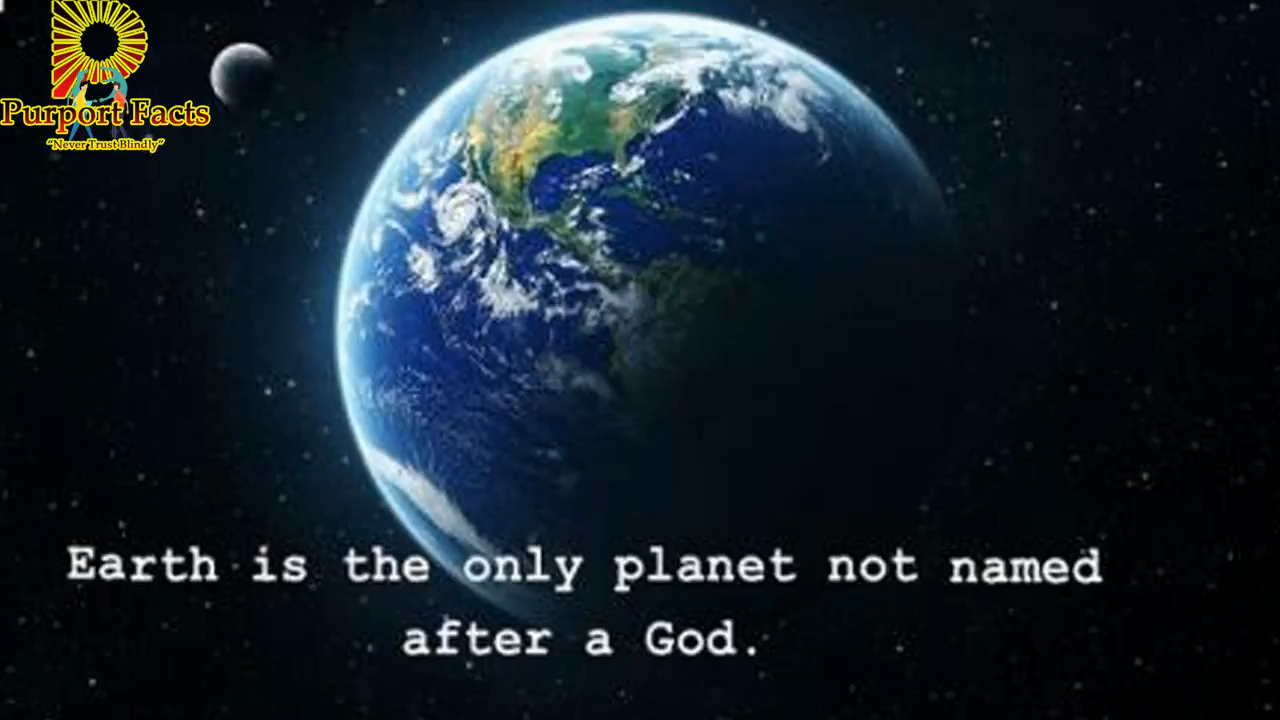 Purport Facts
"Never Trust Blindly"
Earth is the only planet not named
after a God.